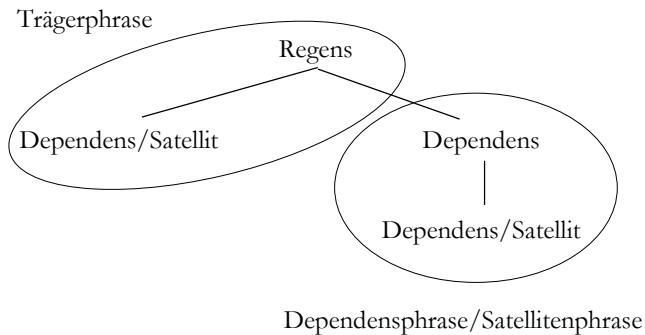 Trägerphrase
Regens
Dependens/Satellit
Dependens
Dependens/Satellit
Dependensphrase/Satellitenphrase